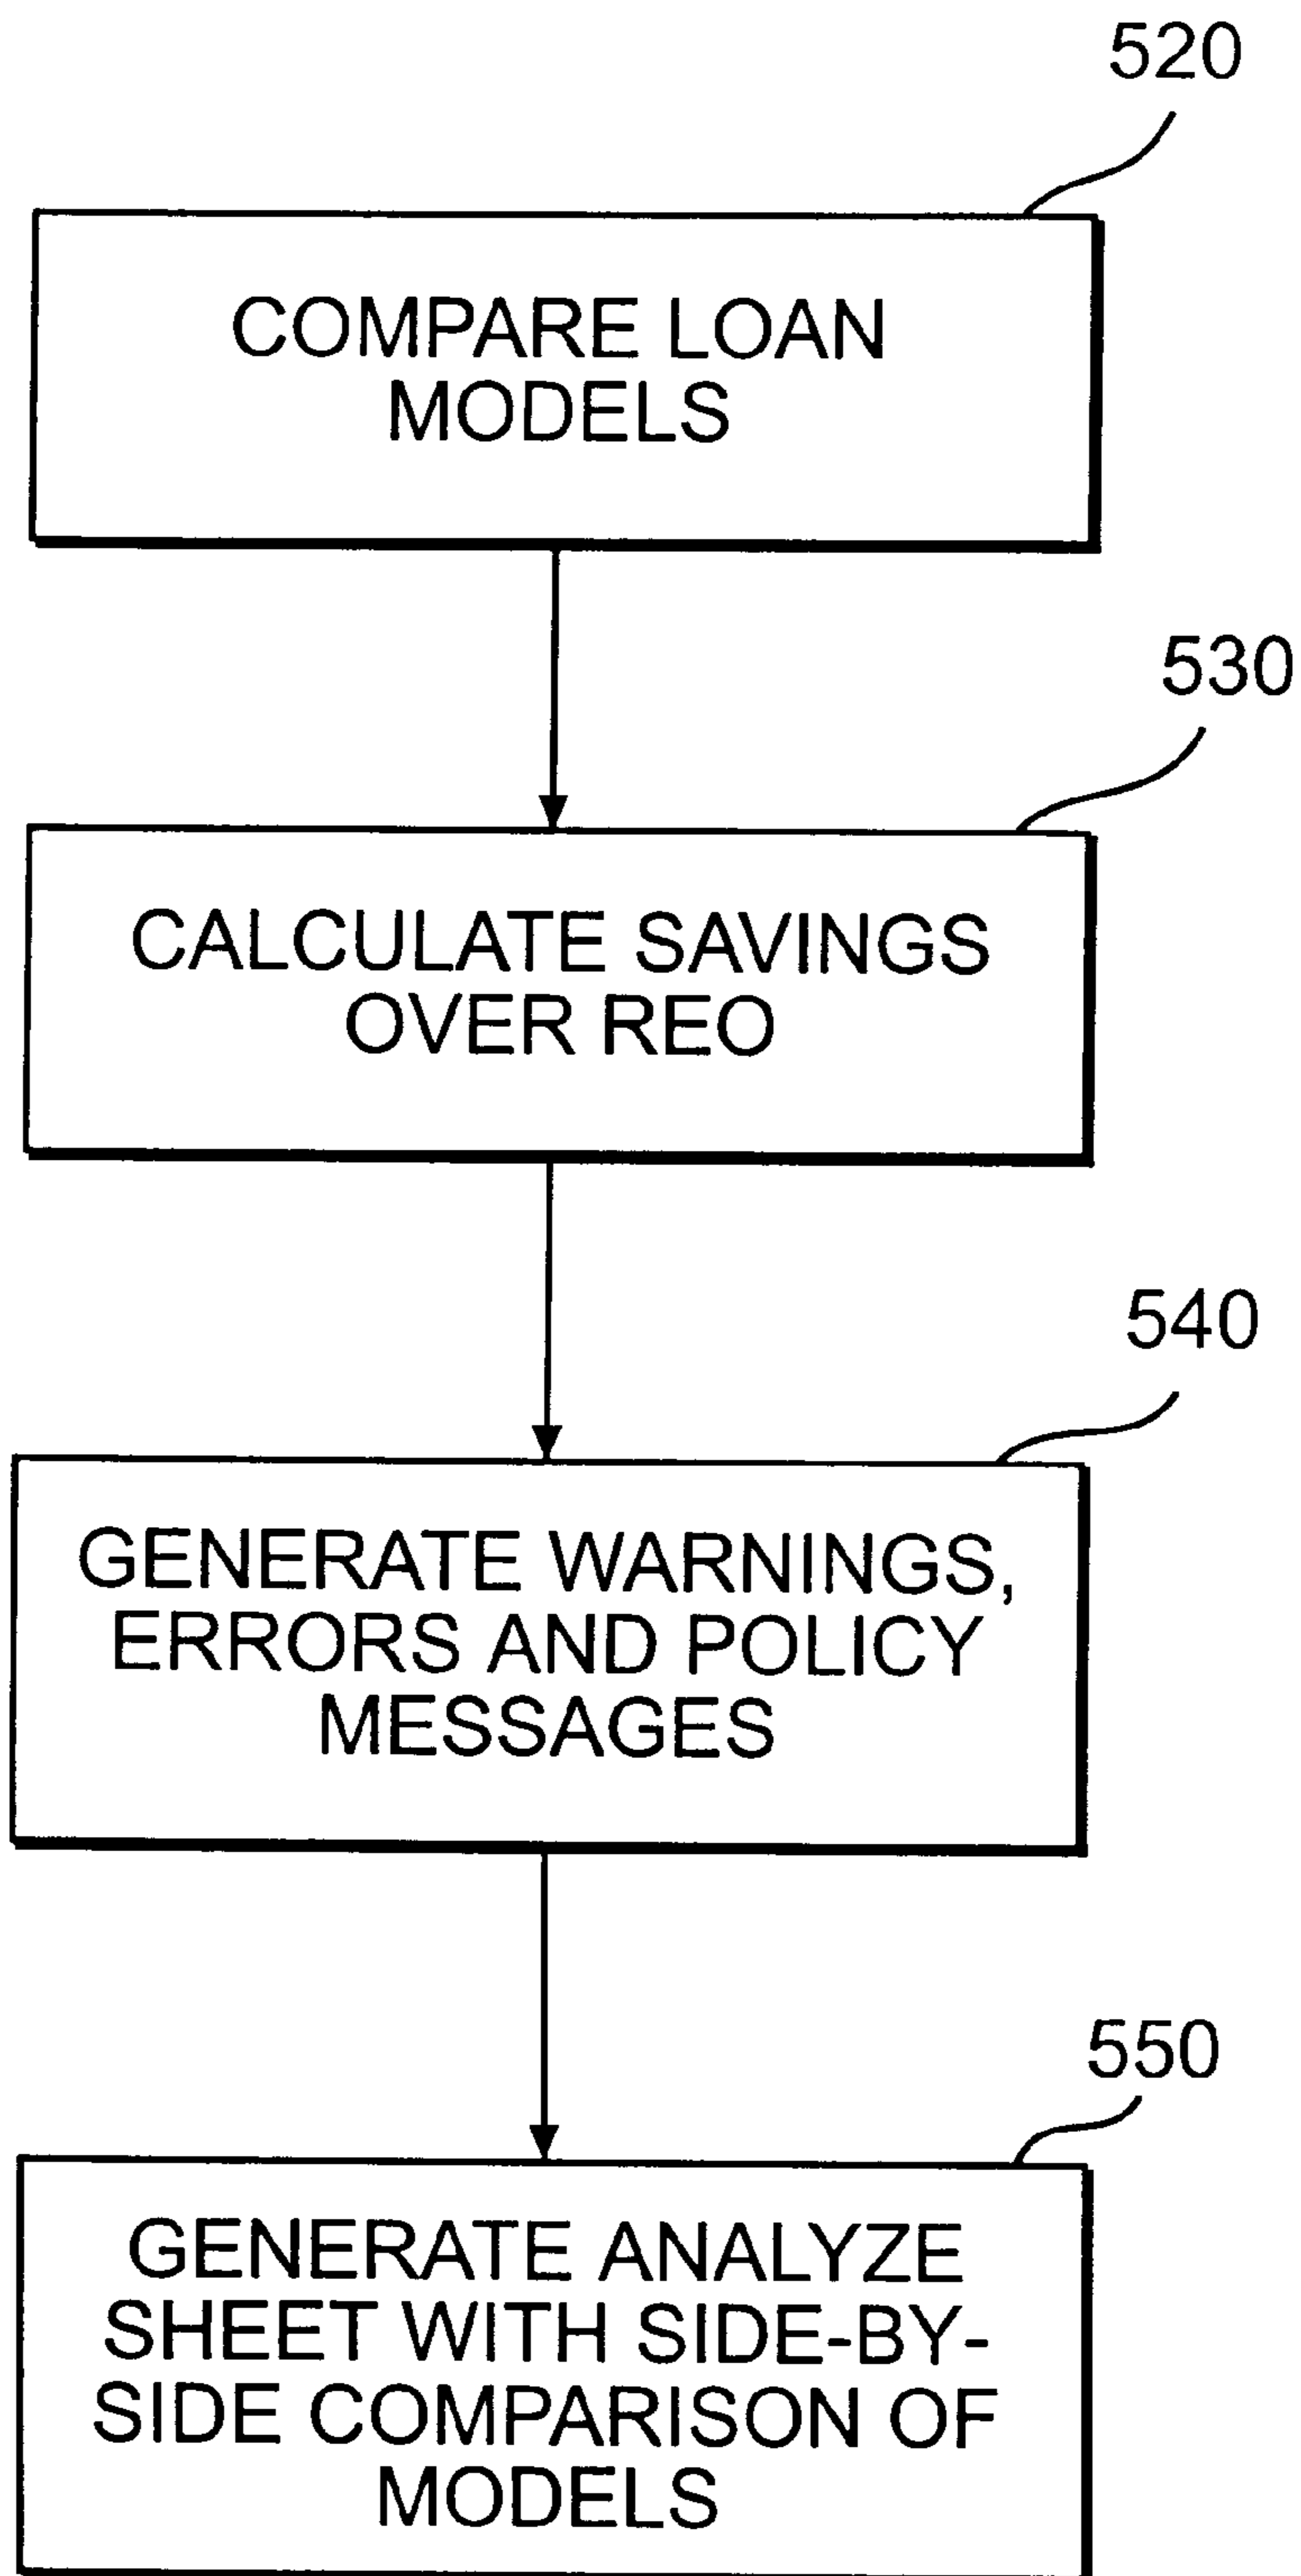 520
COMPARE LOAN
MODELS
530
CALCULATE SAVINGS
OVER REO
540
GENERATE WARNINGS,
ERRORS AND POLICY
MESSAGES
550
GENERATE ANALYZE
SHEET WITH SIDE-BY-
SIDE COMPARISON OF
MODELS